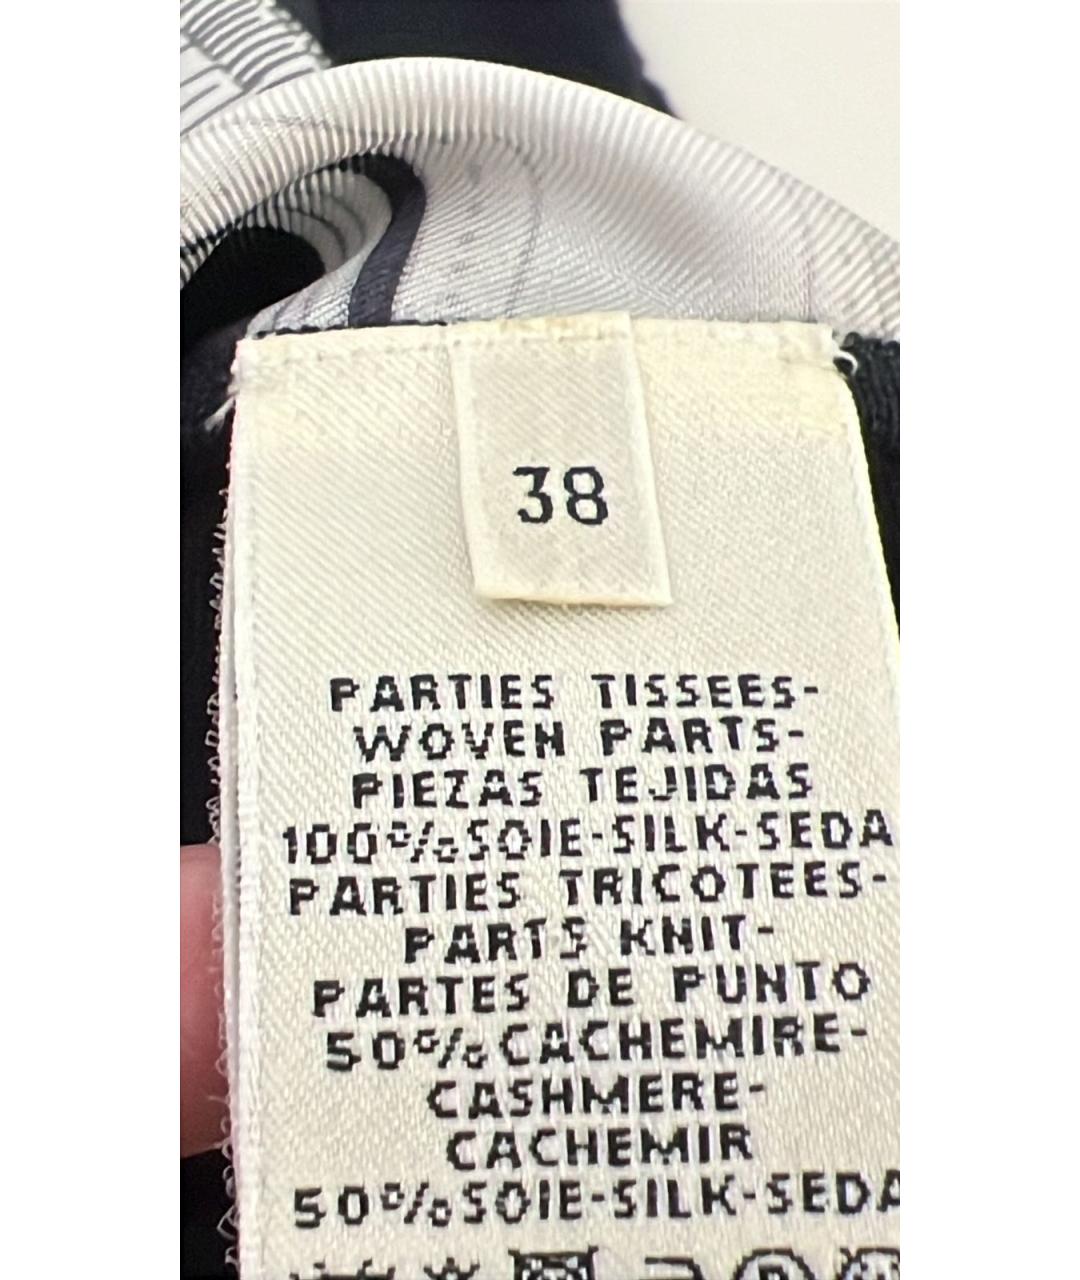 38
PARTIES TISSEES-
WOVEN PARTS-
PIEZAS TEJIDAS
100%SOIE-SILK-SEDA
PARTIES TRICOTEES-
PARTS KNIT-
PARTES DE PUNTO
50%CACHEMIRE-
CASHMERE-
CACHEMIR
50%SOIE-SILK-SEDA